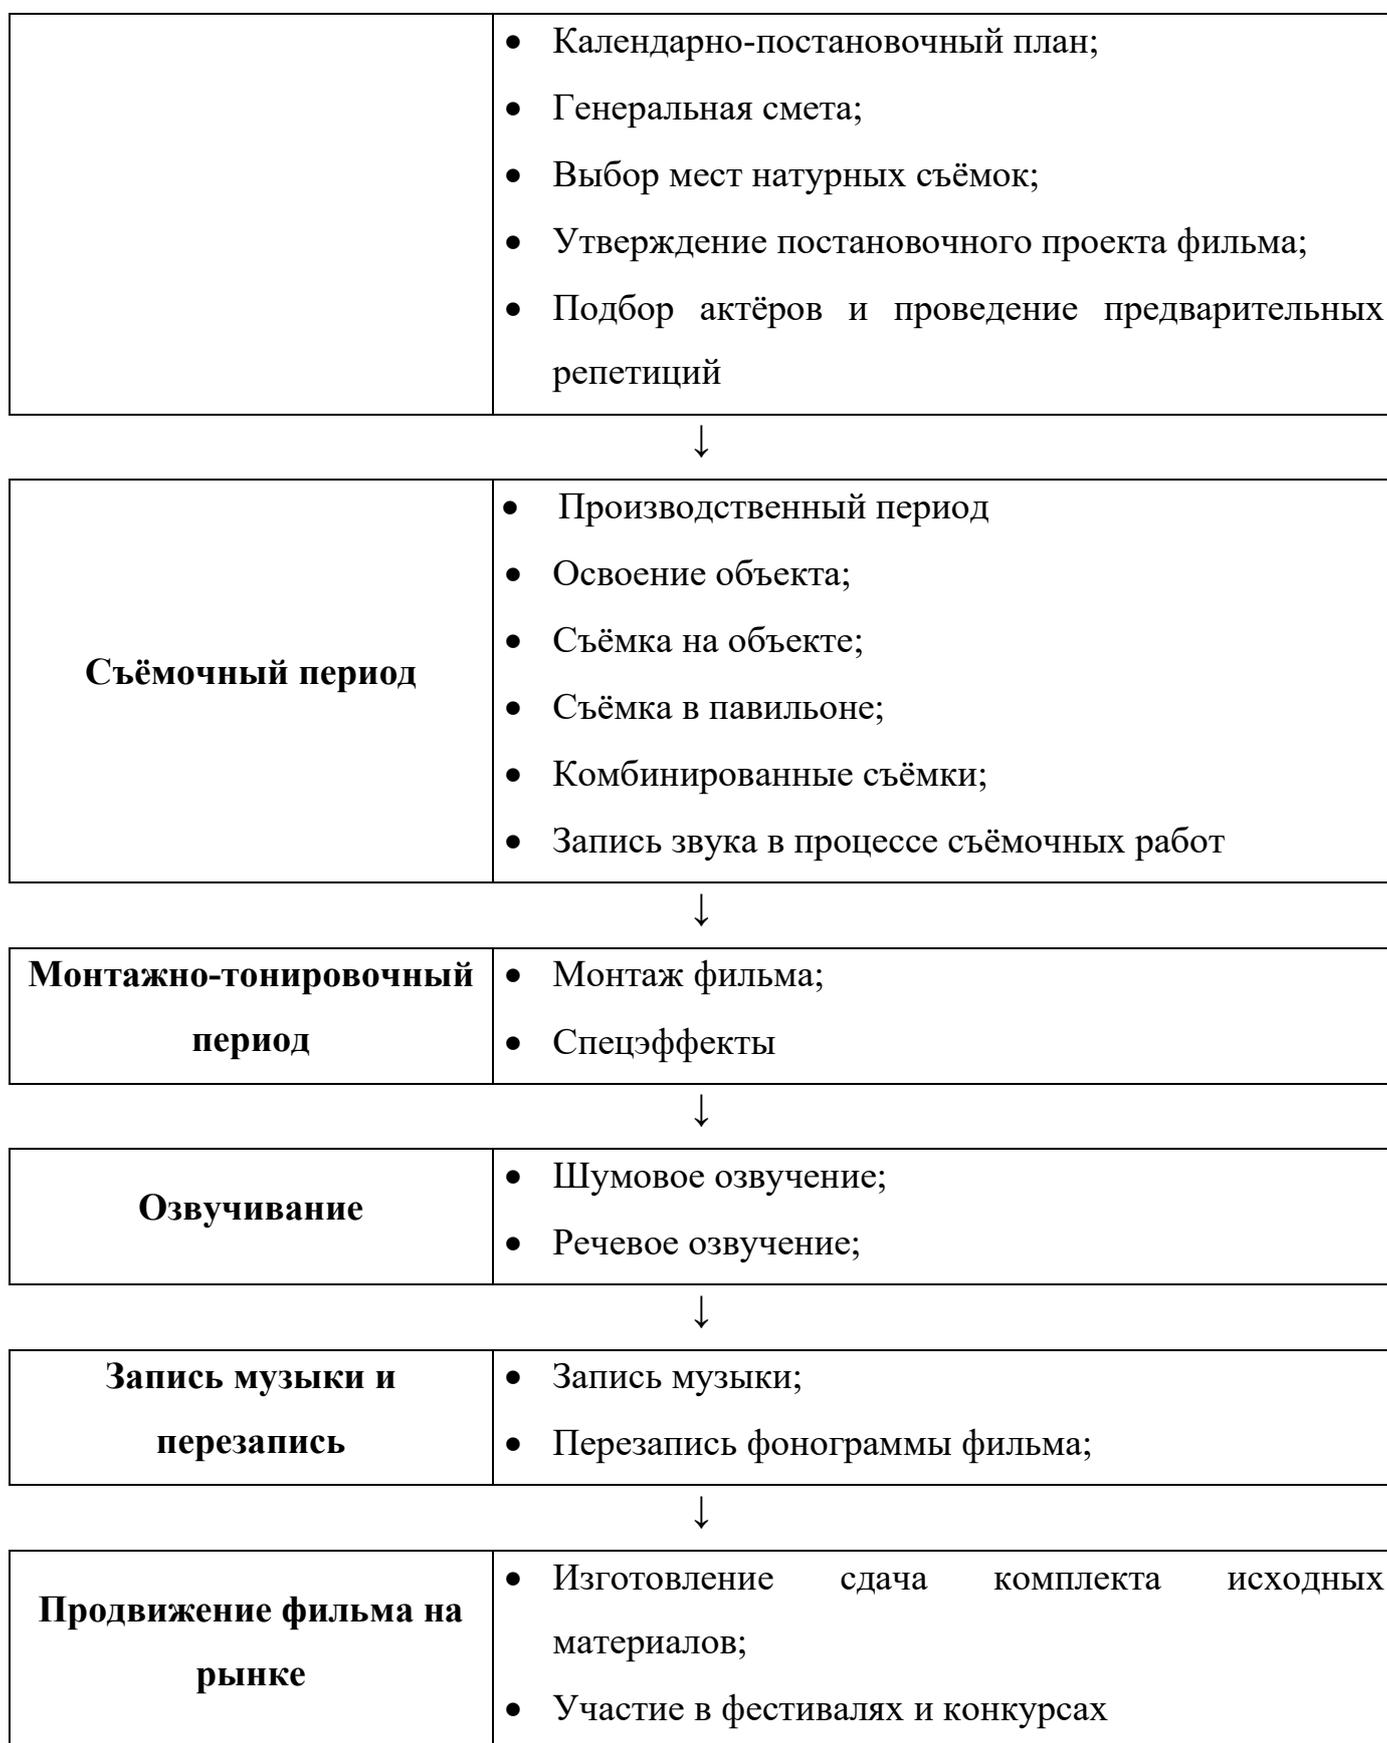 • Календарно-постановочный план;
• Генеральная смета;
• Выбор мест натурных съёмок;
• Утверждение постановочного проекта фильма;
• Подбор актёров и проведение предварительных
репетиций
↓
Съёмочный период
• Производственный период
• Освоение объекта;
• Съёмка на объекте;
• Съёмка в павильоне;
• Комбинированные съёмки;
• Запись звука в процессе съёмочных работ
↓
Монтажно-тонировочный
период
• Монтаж фильма;
• Спецэффекты
↓
Озвучивание
• Шумовое озвучение;
• Речевое озвучение;
↓
Запись музыки и
перезапись
• Запись музыки;
• Перезапись фонограммы фильма;
↓
Продвижение фильма на
рынке
• Изготовление сдача комплекта исходных
материалов;
• Участие в фестивалях и конкурсах